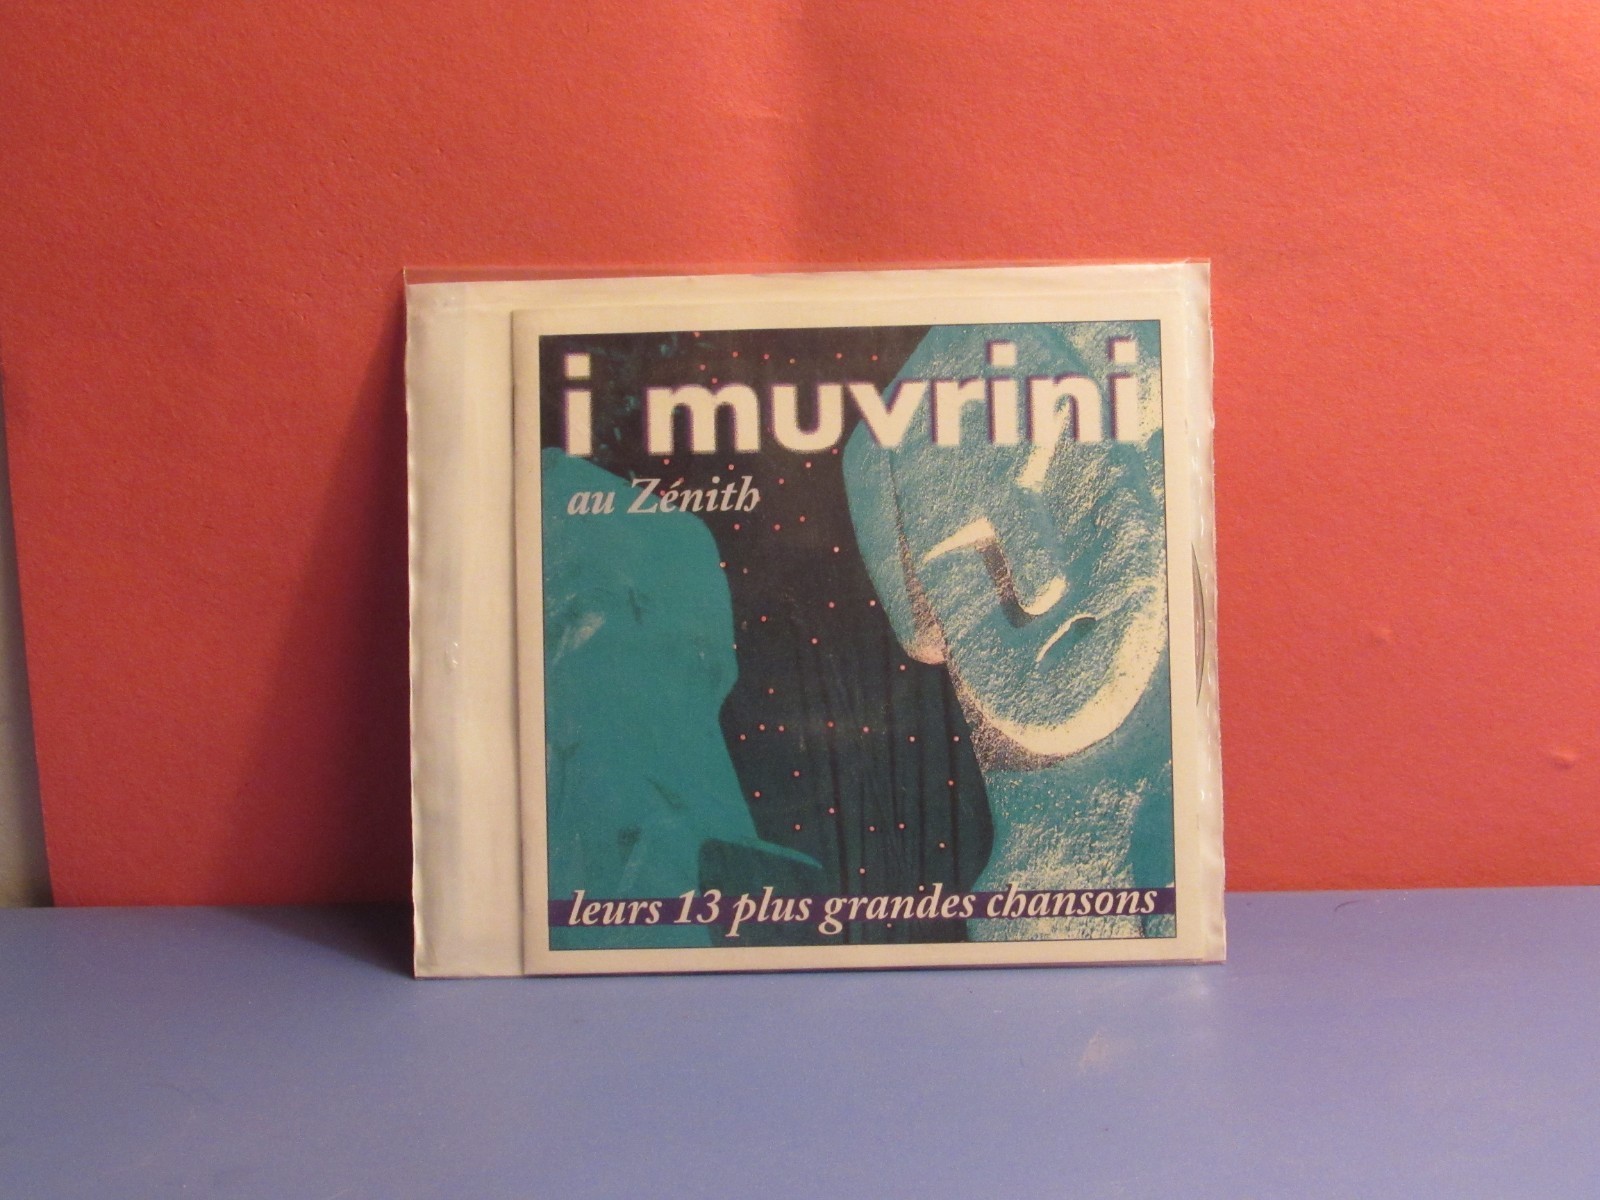 i muvrini
au Zénith
leurs 13 plus grandes chansons